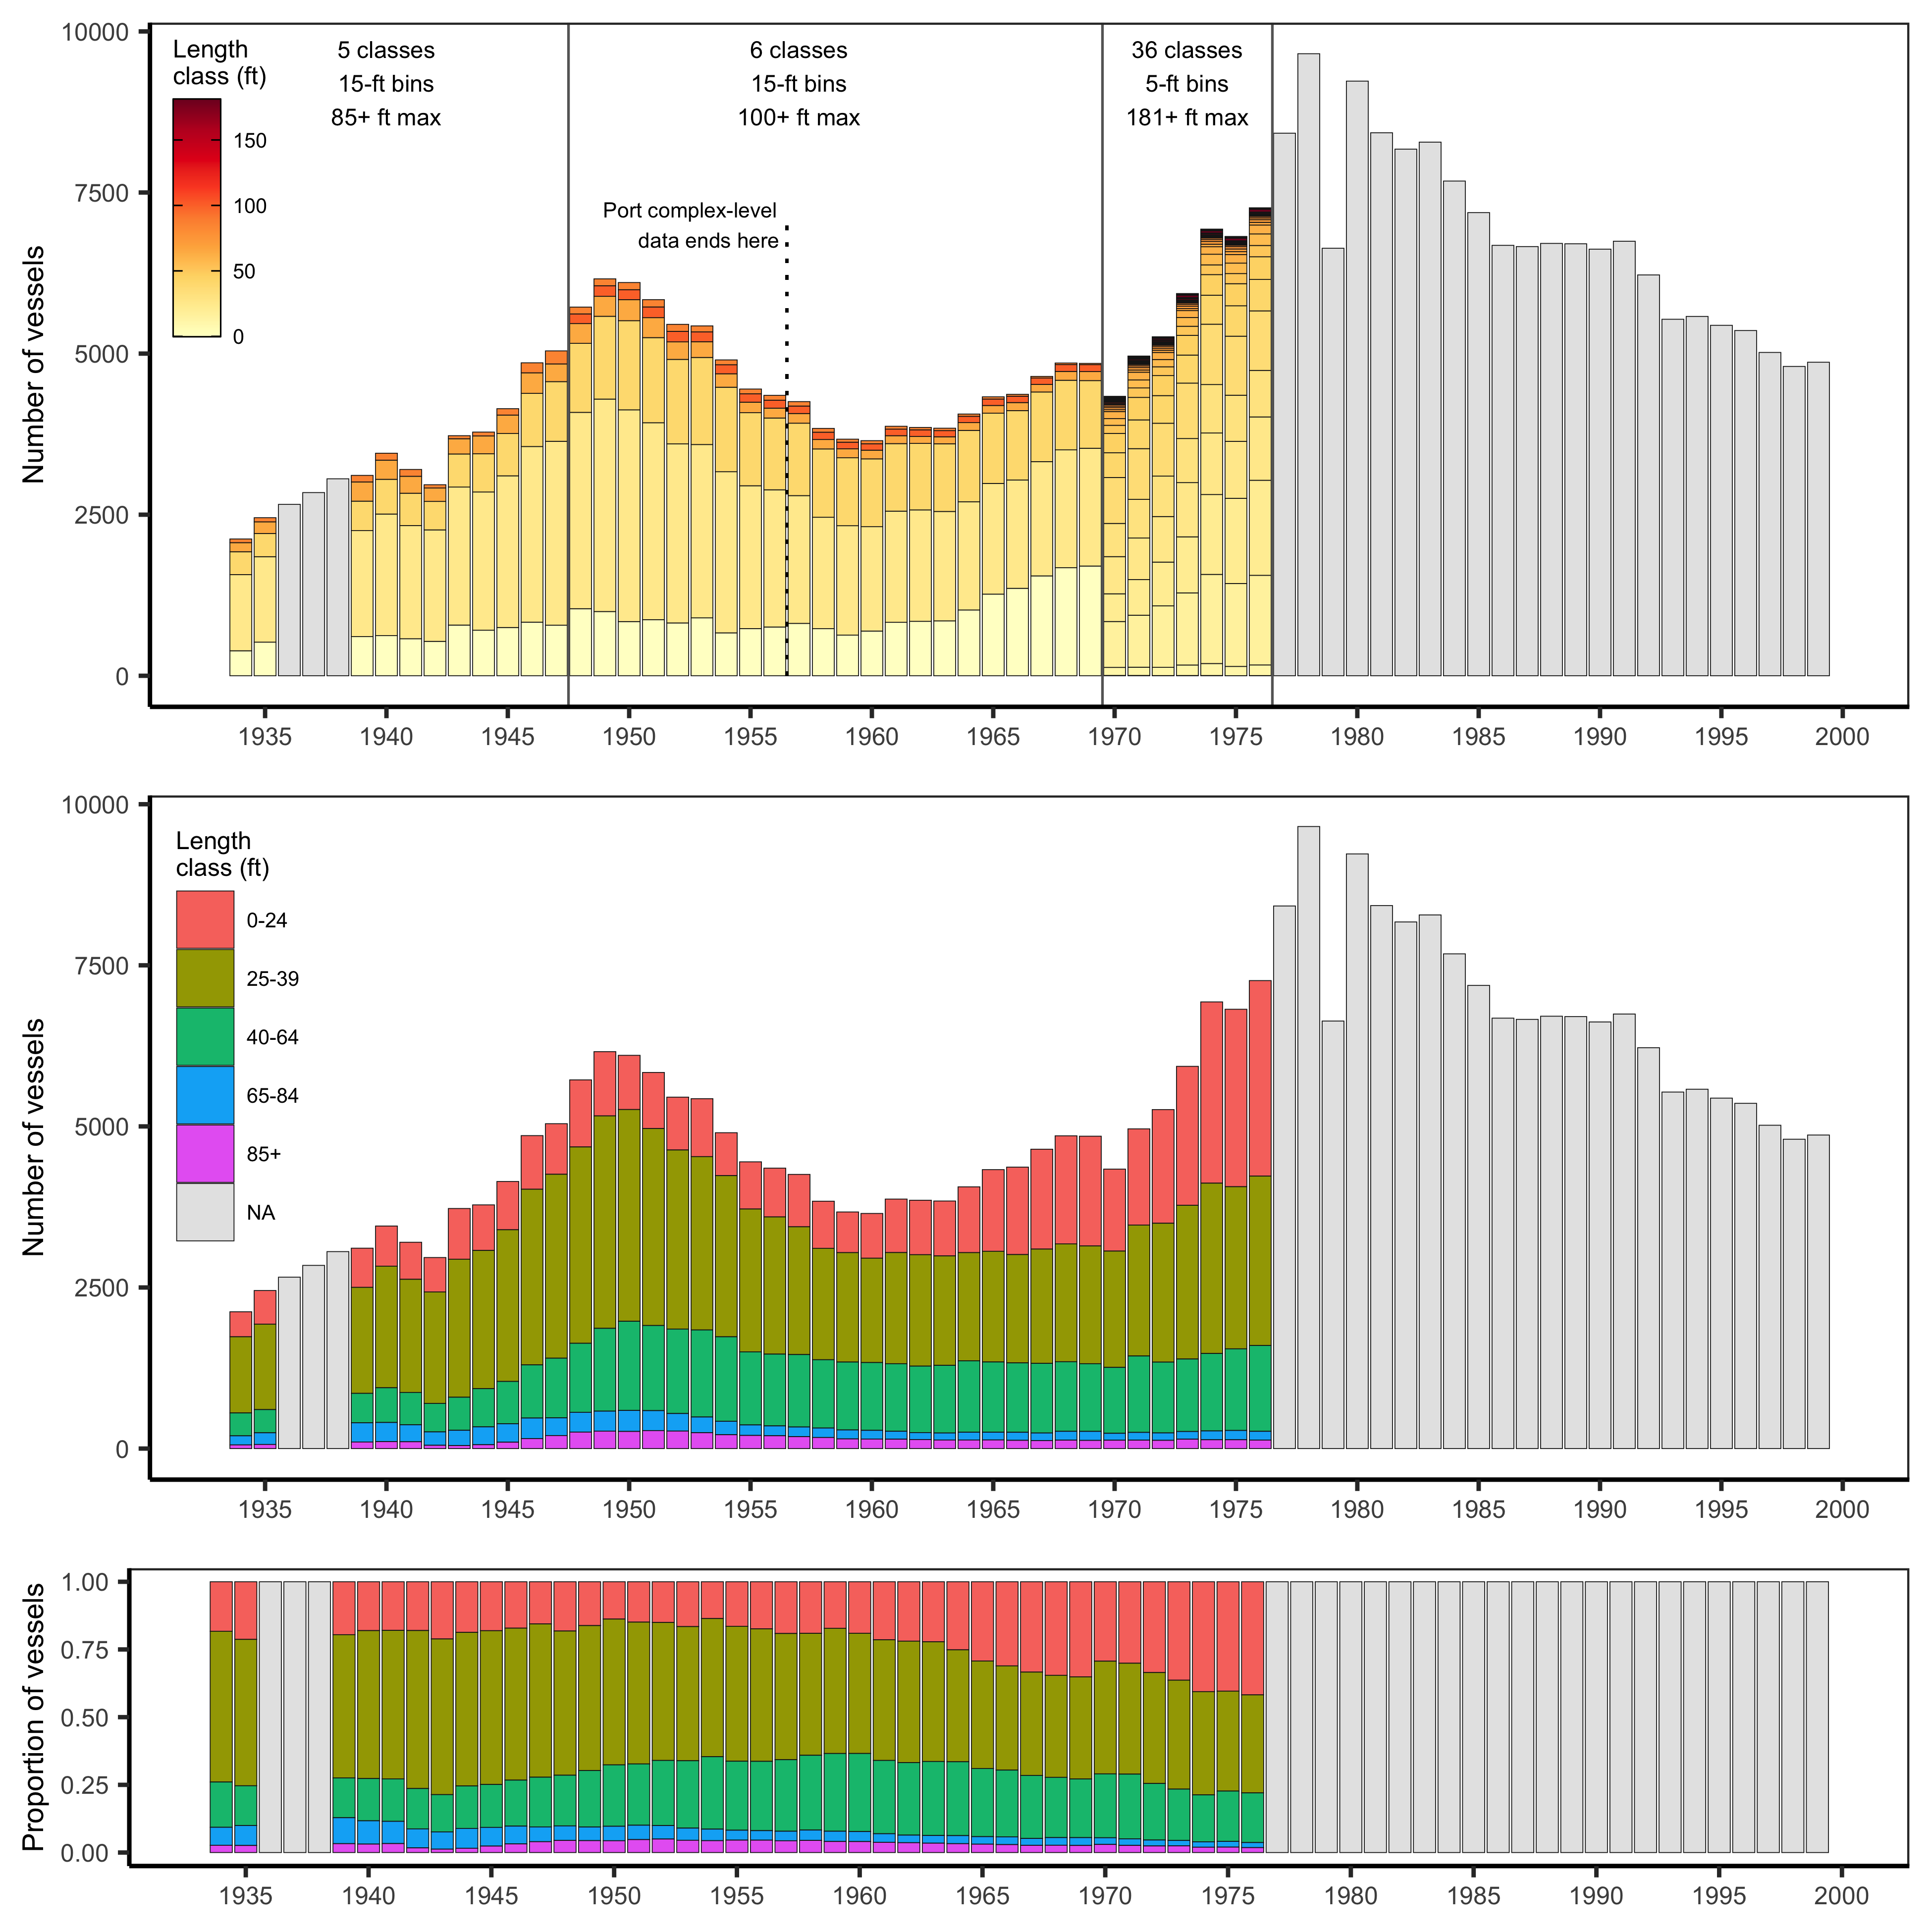 Number of vessels
10000
7500
5000
2500
0
Length
class (ft)
150
100
50
0
5 classes
15-ft bins
85+ ft max
6 classes
15-ft bins
100+ ft max
36 classes
5-ft bins
181+ ft max
Port complex-level
data ends here
1935 1940 1945 1950 1955 1960 1965 1970 1975 1980 1985 1990 1995 2000
Number of vessels
10000
7500
5000
2500
0
Length
class (ft)
0-24
25-39
40-64
65-84
85+
NA
1935 1940 1945 1950 1955 1960 1965 1970 1975 1980 1985 1990 1995 2000
Proportion of vessels
1.00
0.75
0.50
0.25
0.00
1935 1940 1945 1950 1955 1960 1965 1970 1975 1980 1985 1990 1995 2000